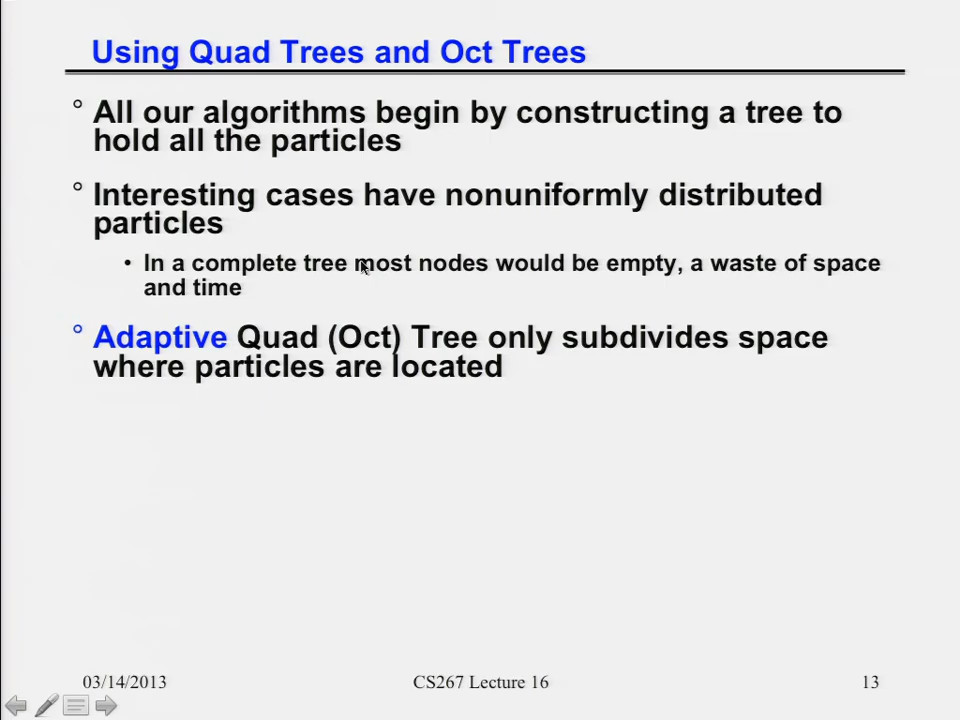 Using Quad Trees and Oct Trees
° All our algorithms begin by constructing a tree to
hold all the particles
° Interesting cases have nonuniformly distributed
particles
• In a complete tree most nodes would be empty, a waste of space
and time
° Adaptive Quad (Oct) Tree only subdivides space
where particles are located
03/14/2013 CS267 Lecture 16 13